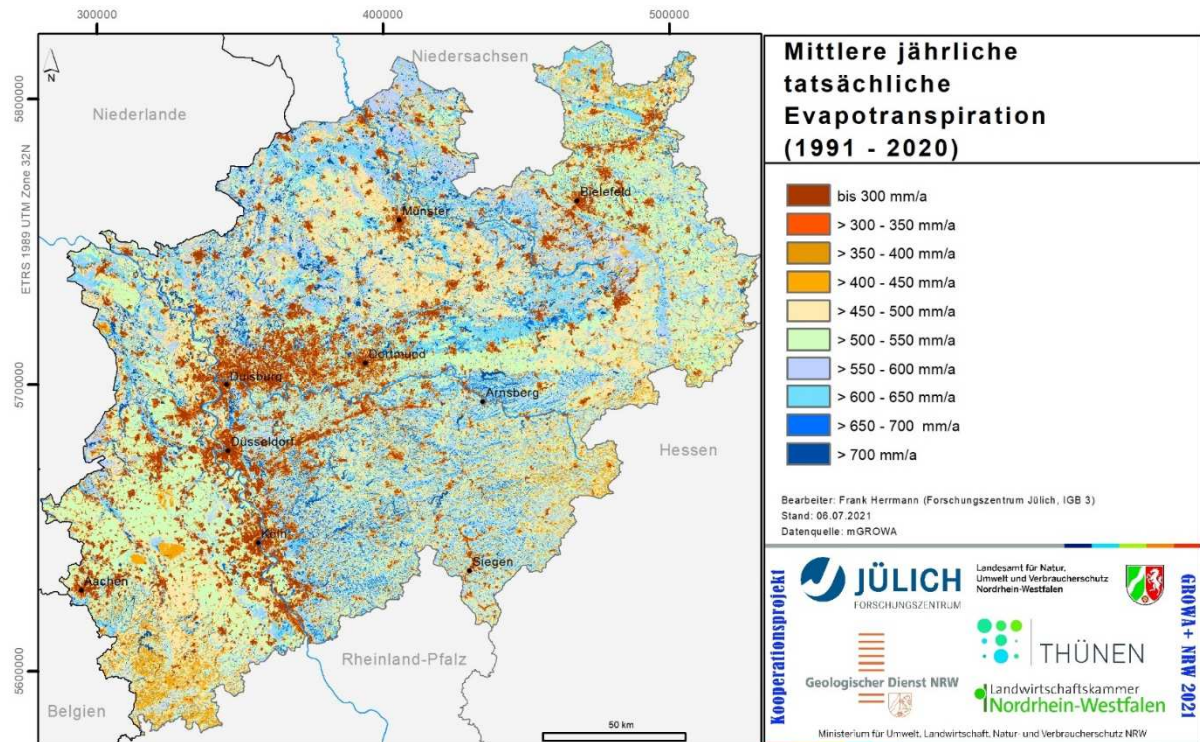 300000
400000
500000
5800000
5700000
5600000
ETRS 1989 UTM Zone 32N
N
Niedersachsen
Niederlande
Bielefeld
Münster
Dortmund
Duisburg
Arnsberg
Düsseldorf
Hessen
Köln
Siegen
Aachen
Rheinland-Pfalz
Belgien
50 km
Mittlere jährliche
tatsächliche
Evapotranspiration
(1991 - 2020)
bis 300 mm/a
> 300 - 350 mm/a
> 350 - 400 mm/a
> 400 - 450 mm/a
> 450 - 500 mm/a
> 500 - 550 mm/a
> 550 - 600 mm/a
> 600 - 650 mm/a
> 650 - 700 mm/a
> 700 mm/a
Bearbeiter: Frank Herrmann (Forschungszentrum Jülich, IGB 3)
Stand: 06.07.2021
Datenquelle: mGROWA
Kooperationsprojekt
JÜLICH
FORSCHUNGSZENTRUM
Landesamt für Natur,
Umwelt und Verbraucherschutz
Nordrhein-Westfalen
Geologischer Dienst NRW
THÜNEN
Landwirtschaftskammer
Nordrhein-Westfalen
GROWA + NRW 2021
Ministerium für Umwelt, Landwirtschaft, Natur- und Verbraucherschutz NRW